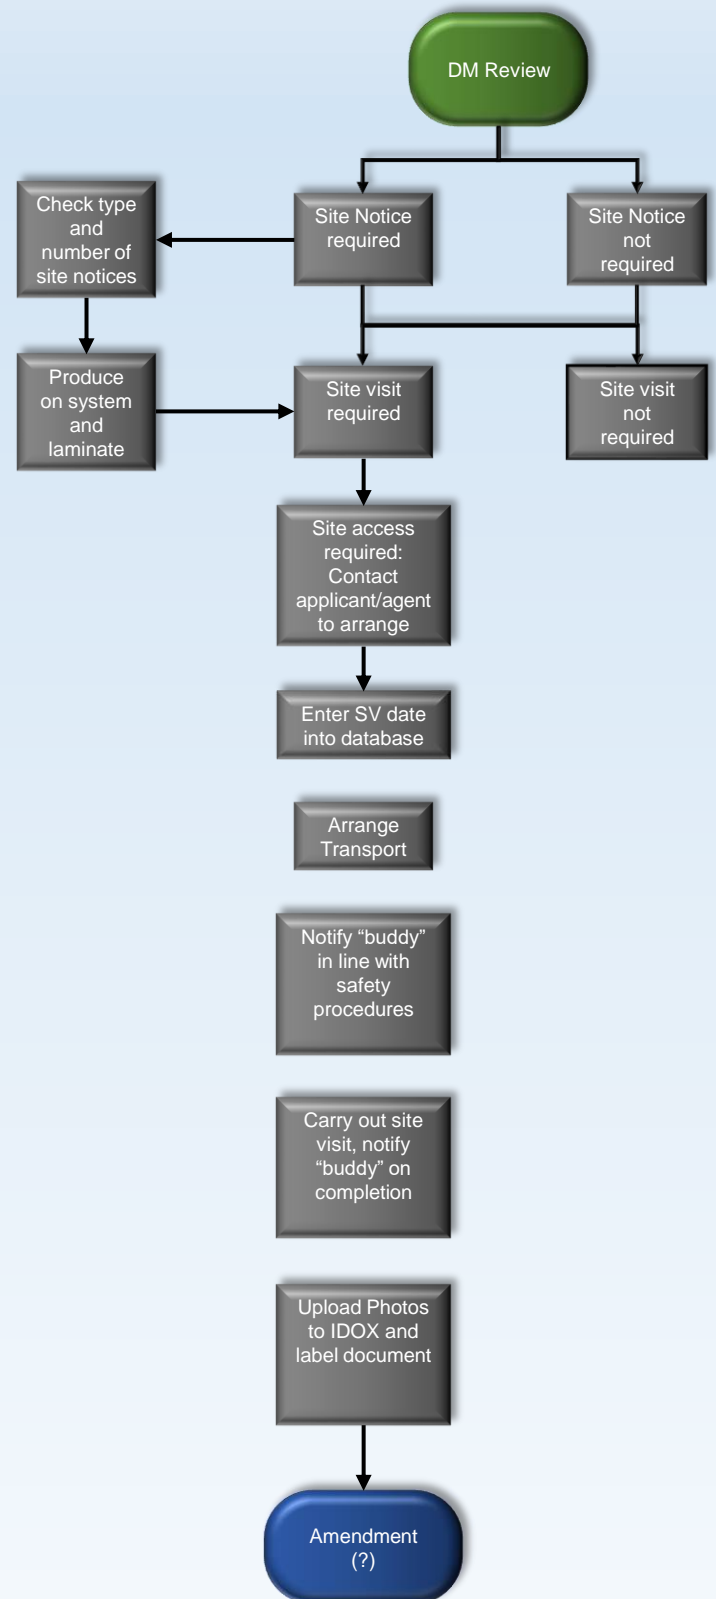 DM Review
Check type
and
number of
site notices
Site Notice
required
Site Notice
not
required
Produce
on system
and
laminate
Site visit
required
Site visit
not
required
Site access
required:
Contact
applicant/agent
to arrange
Enter SV date
into database
Arrange
Transport
Notify “buddy”
in line with
safety
procedures
Carry out site
visit, notify
“buddy” on
completion
Upload Photos
to IDOX and
label document
Amendment
(?)